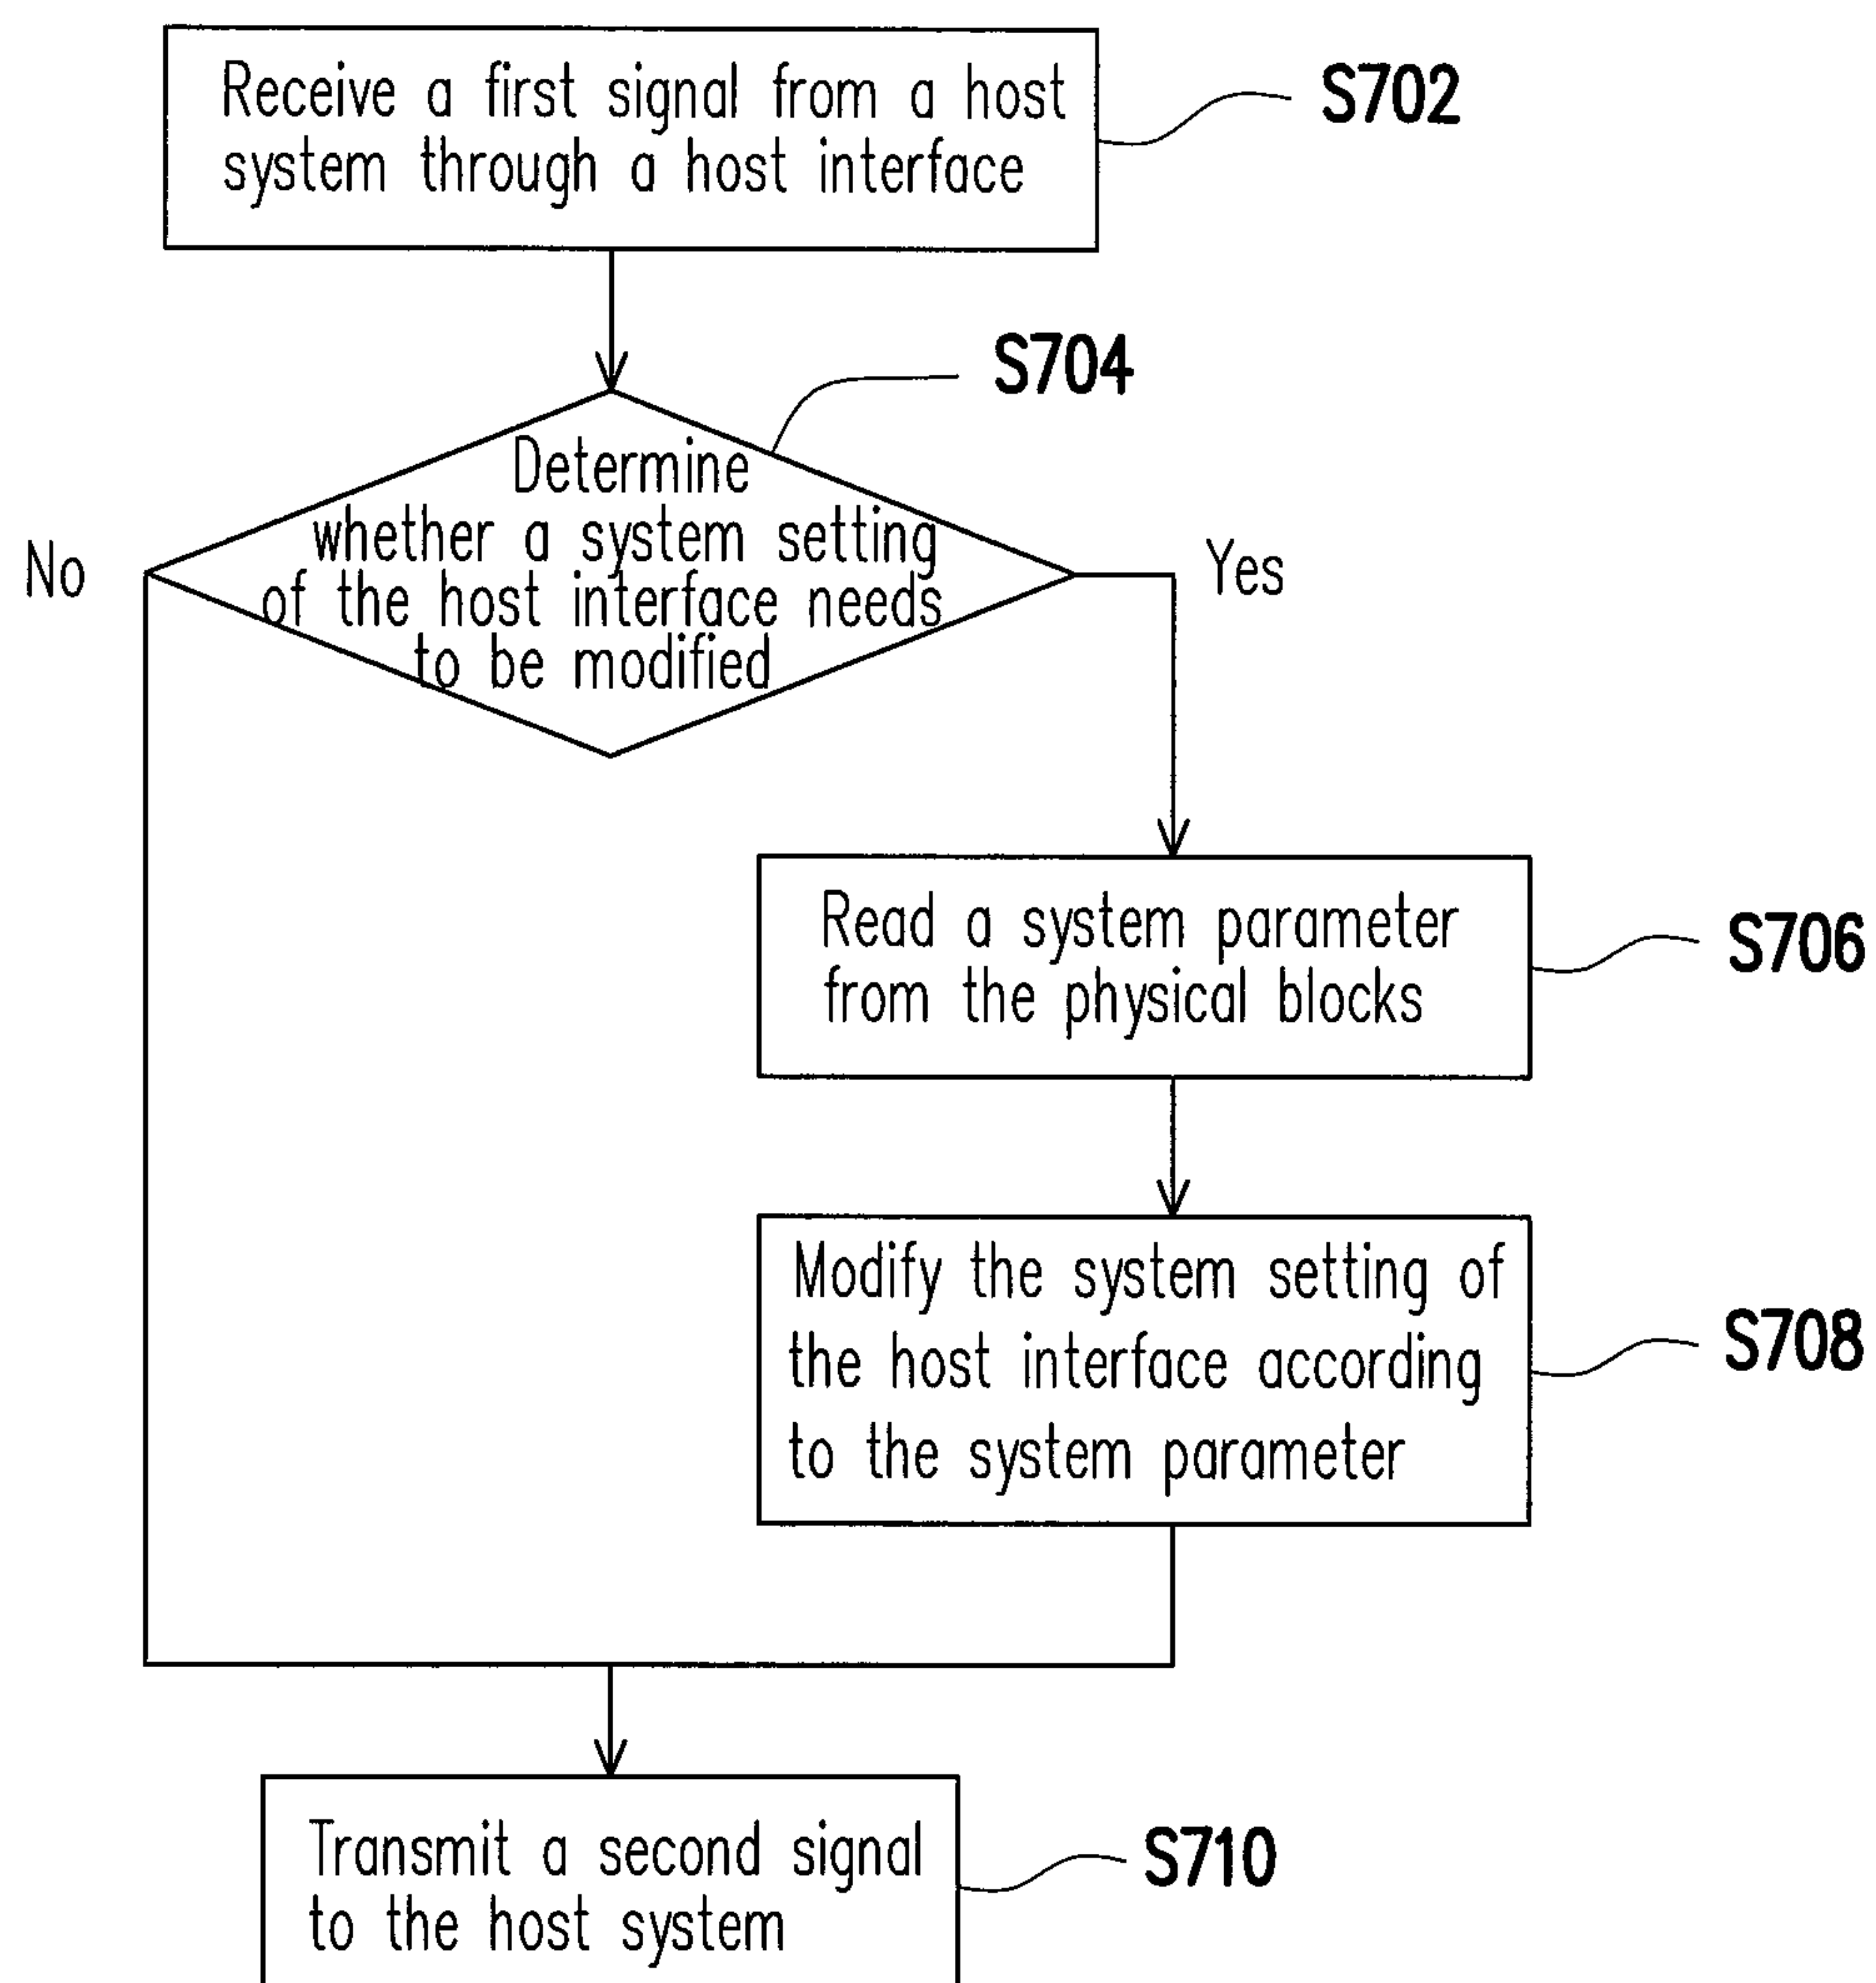 Receive a first signal from a host
system through a host interface
S702
S704
Determine
whether a system setting
of the host interface needs
to be modified
No
Yes
Read a system parameter
from the physical blocks
S706
Modify the system setting of
the host interface according
to the system parameter
S708
Transmit a second signal
to the host system
S710